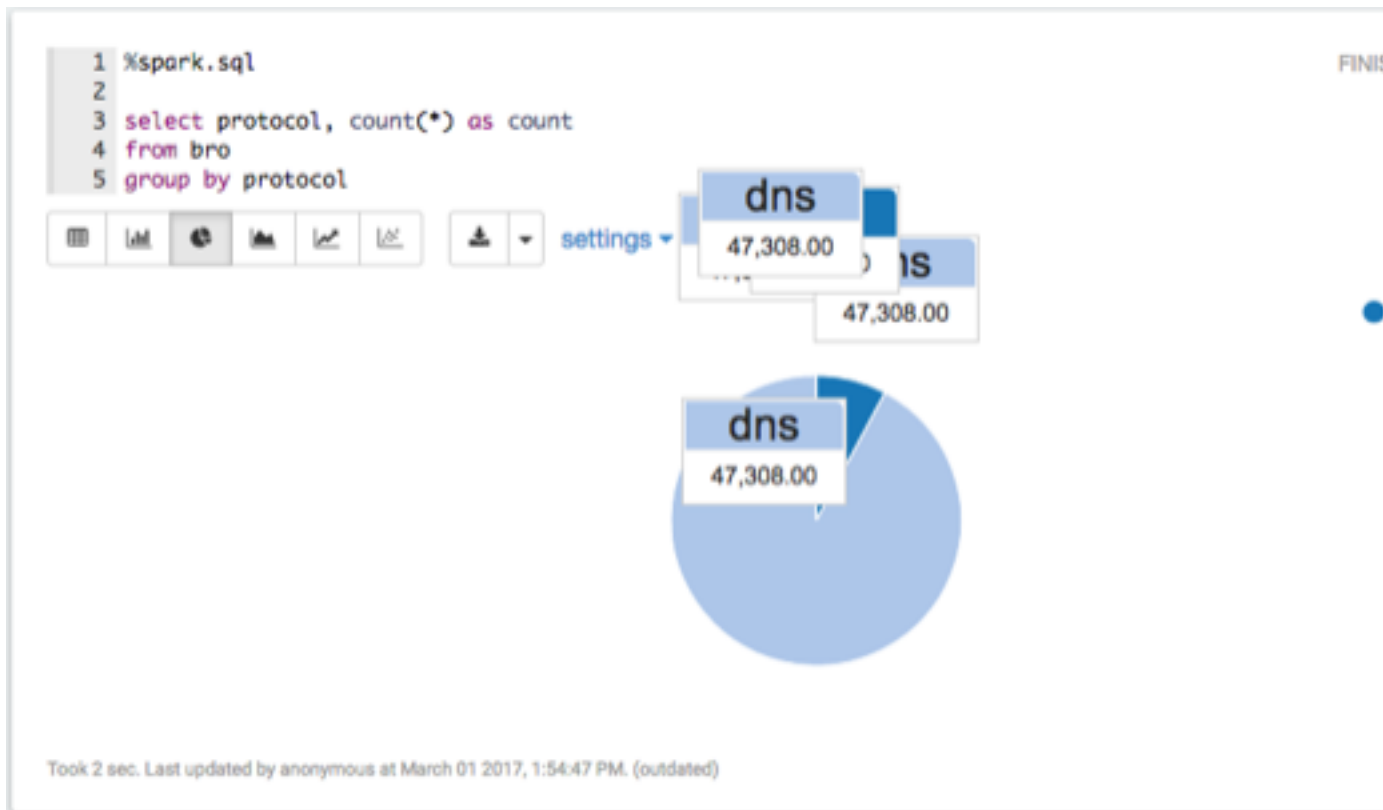 1 %spark.sql
2
3 select protocol, count(*) as count
4 from bro
5 group by protocol
settings
dns
47,308.00
47,308.00
dns
47,308.00
Took 2 sec. Last updated by anonymous at March 01 2017, 1:54:47 PM. (outdated)